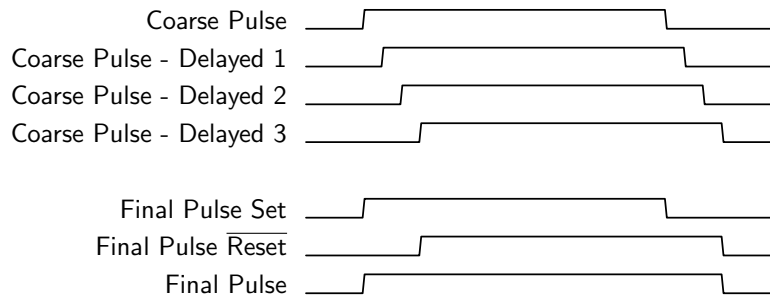 Coarse Pulse
Coarse Pulse - Delayed 1
Coarse Pulse - Delayed 2
Coarse Pulse - Delayed 3
Final Pulse Set
Final Pulse Reset
Final Pulse